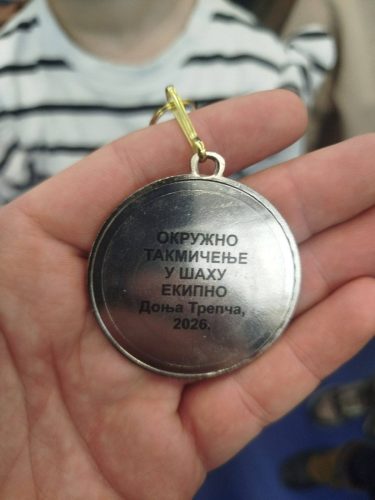 ОКРУЖНО
ТАКМИЧЕЊЕ
У ШАХУ
ЕКИПНО
Доња Трепча,
2026.